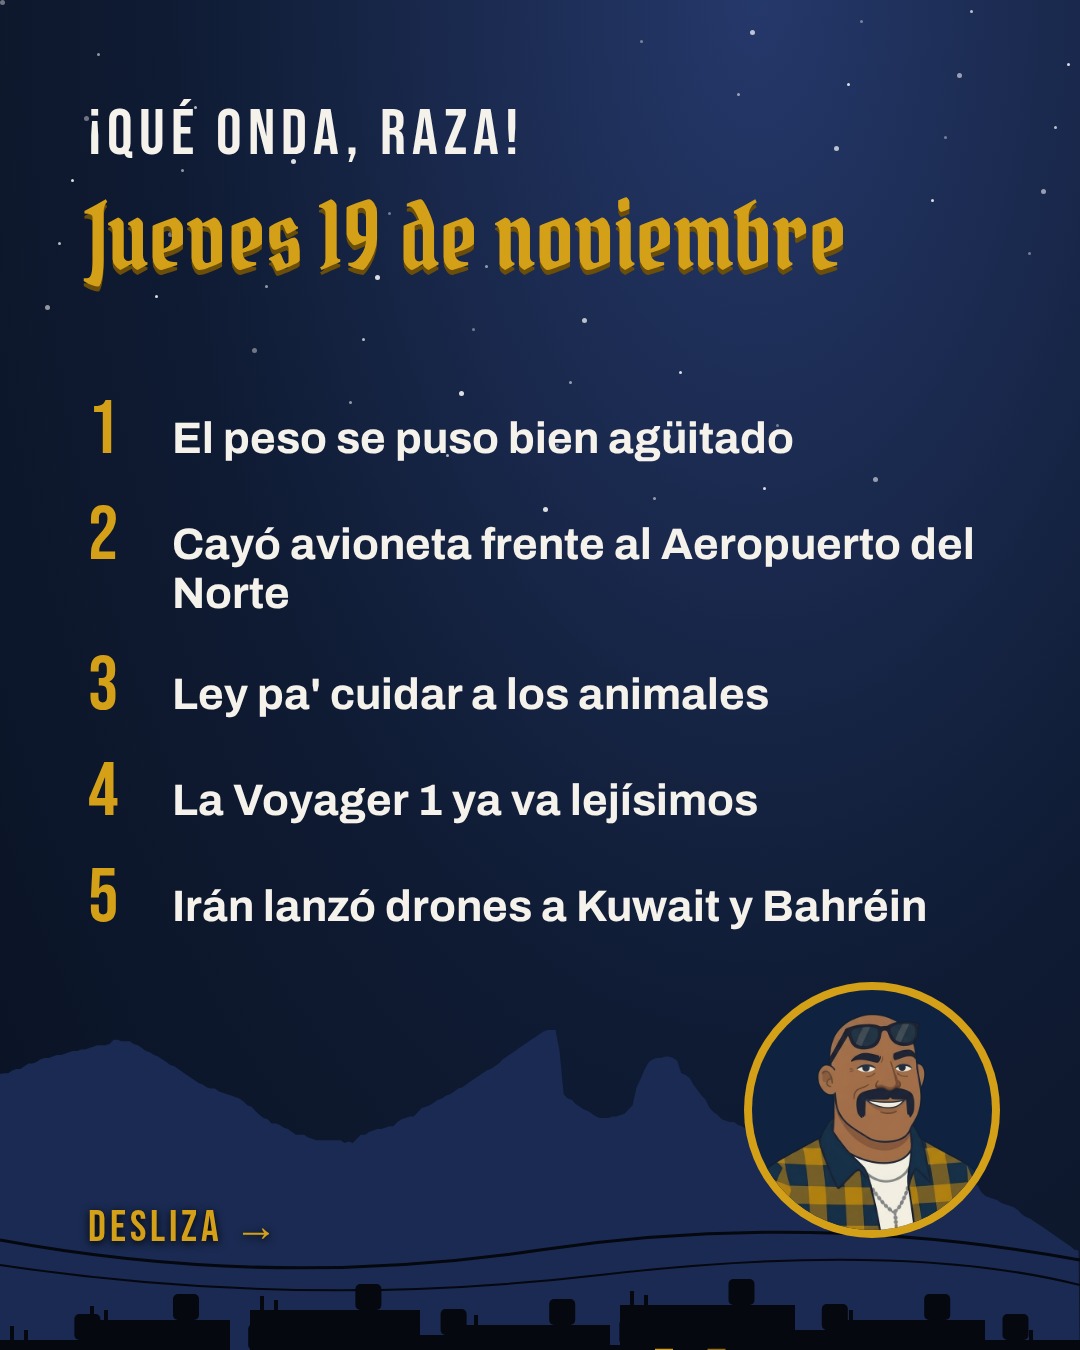 ¡QUÉ ONDA, RAZA!
Jueves 19 de noviembre
1 El peso se puso bien agüitado
2 Cayó avioneta frente al Aeropuerto del
Norte
3 Ley pa' cuidar a los animales
4 La Voyager 1 ya va lejísimos
5 Irán lanzó drones a Kuwait y Bahréin
DESLIZA →